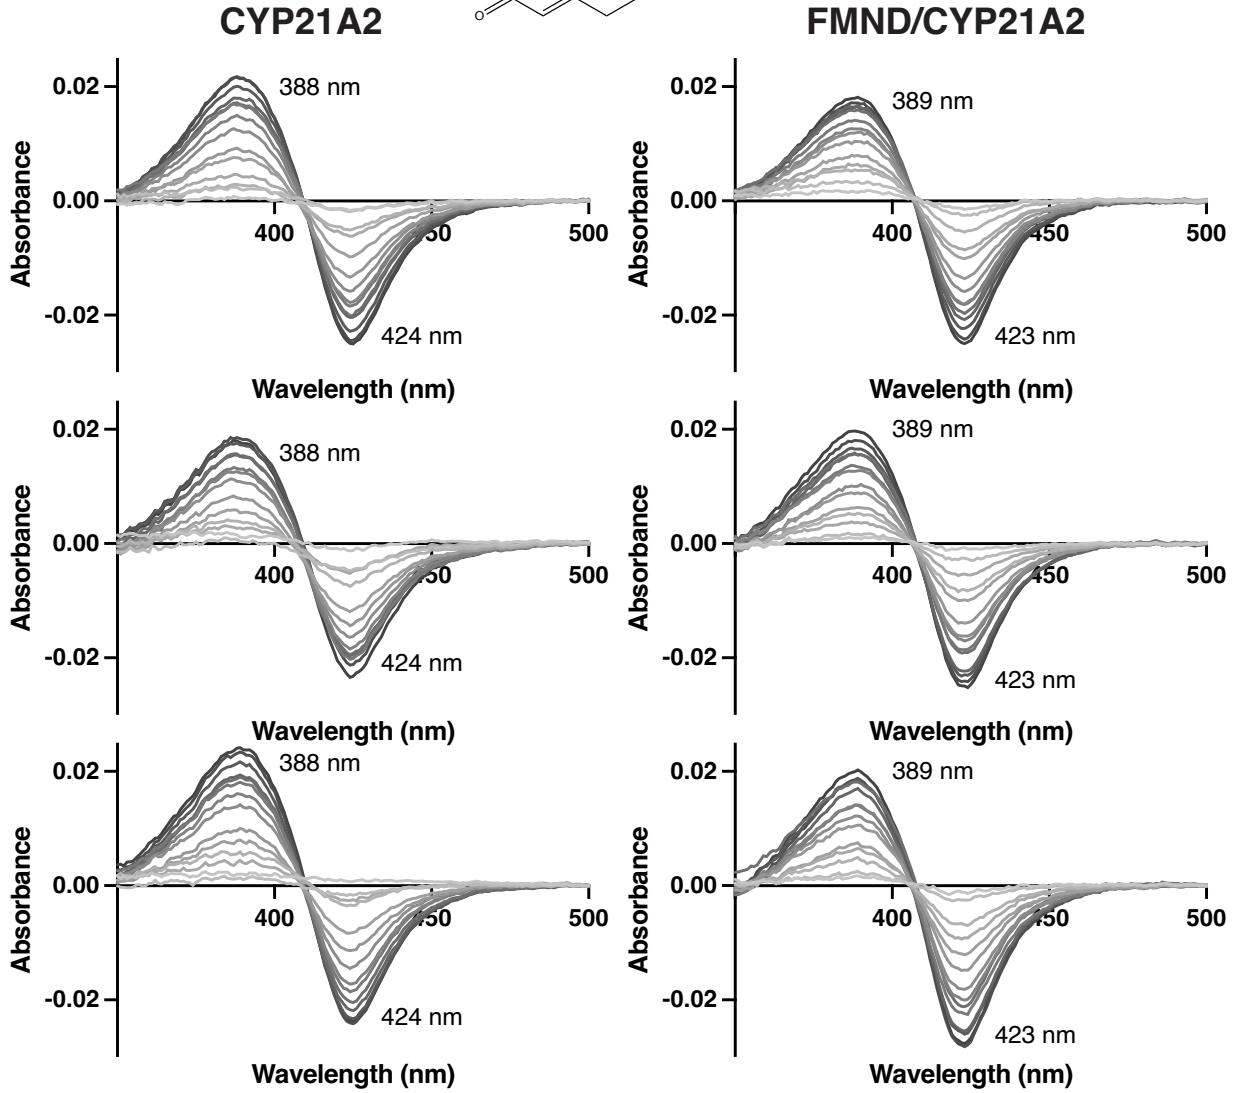 CYP21A2
FMND/CYP21A2
O
Absorbance
0.02
0.00
-0.02
388 nm
400
500
424 nm
Wavelength (nm)
Absorbance
0.02
0.00
-0.02
389 nm
400
450
500
423 nm
Wavelength (nm)
Absorbance
0.02
0.00
-0.02
388 nm
400
500
424 nm
Wavelength (nm)
Absorbance
0.02
0.00
-0.02
389 nm
400
450
500
423 nm
Wavelength (nm)
Absorbance
0.02
0.00
-0.02
388 nm
400
500
424 nm
Wavelength (nm)
Absorbance
0.02
0.00
-0.02
389 nm
400
450
500
423 nm
Wavelength (nm)